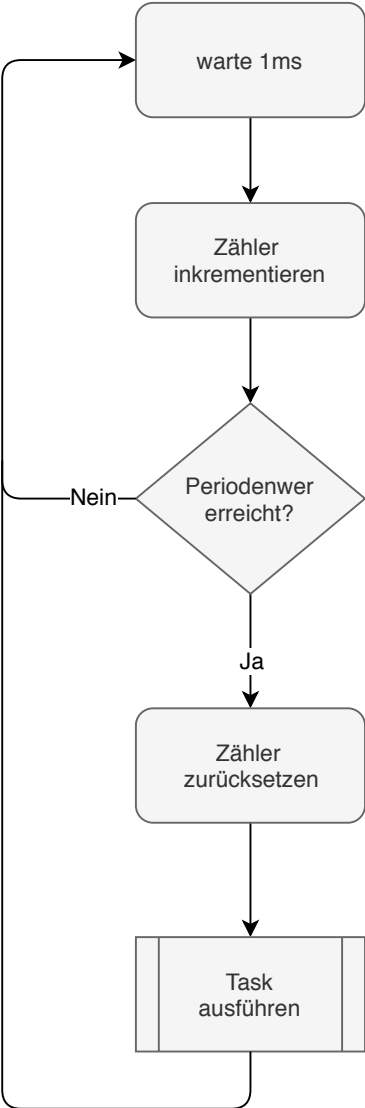 warte 1ms
Zähler
inkrementieren
Periodenwer
erreicht?
Nein
Ja
Zähler
zurücksetzen
Task
ausführen